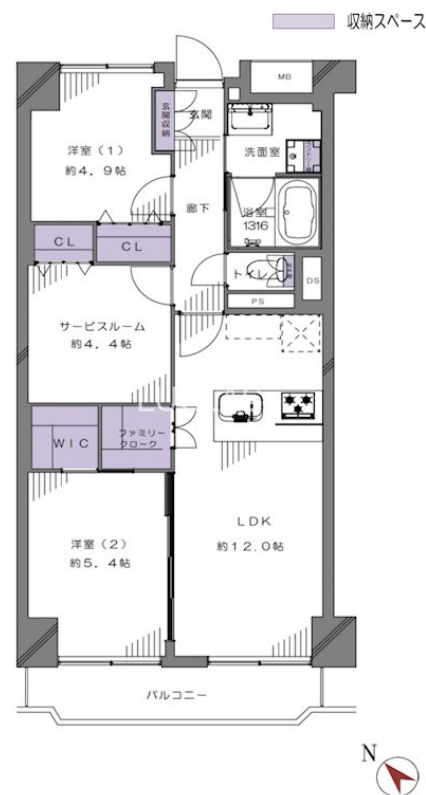 収納スペース
MB
玄関収納
玄関
洋室（1）
約4.9帖
洗面室
廊下
浴室
1316
CL
CL
トイレ
DS
PS
サービスルーム
約4.4帖
WIC
ファミリー
クローク
LDK
約12.0帖
洋室（2）
約5.4帖
バルコニー
N